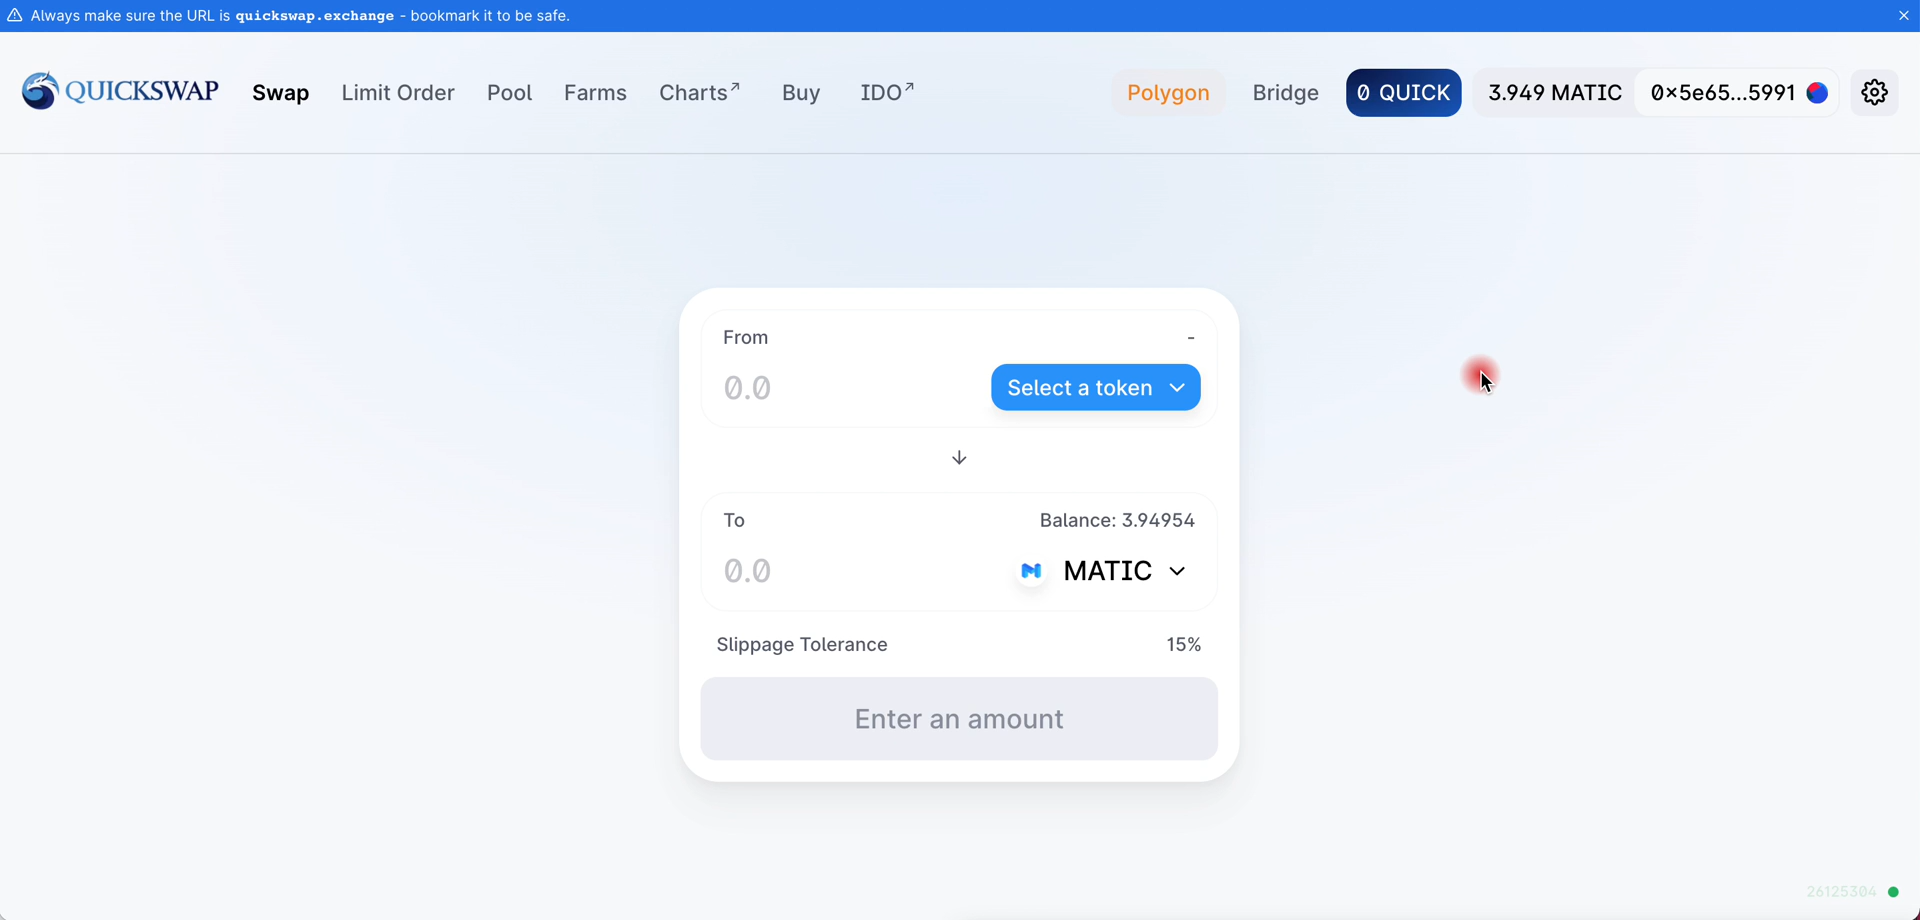 Always make sure the URL is quickswap.exchange - bookmark it to be safe.
QUICKSWAP Swap Limit Order Pool Farms Charts↗ Buy IDO↗ Polygon Bridge 0 QUICK 3.949 MATIC 0×5e65...5991
From -
0.0 Select a token
To Balance: 3.94954
0.0 MATIC
Slippage Tolerance 15%
Enter an amount
26125304